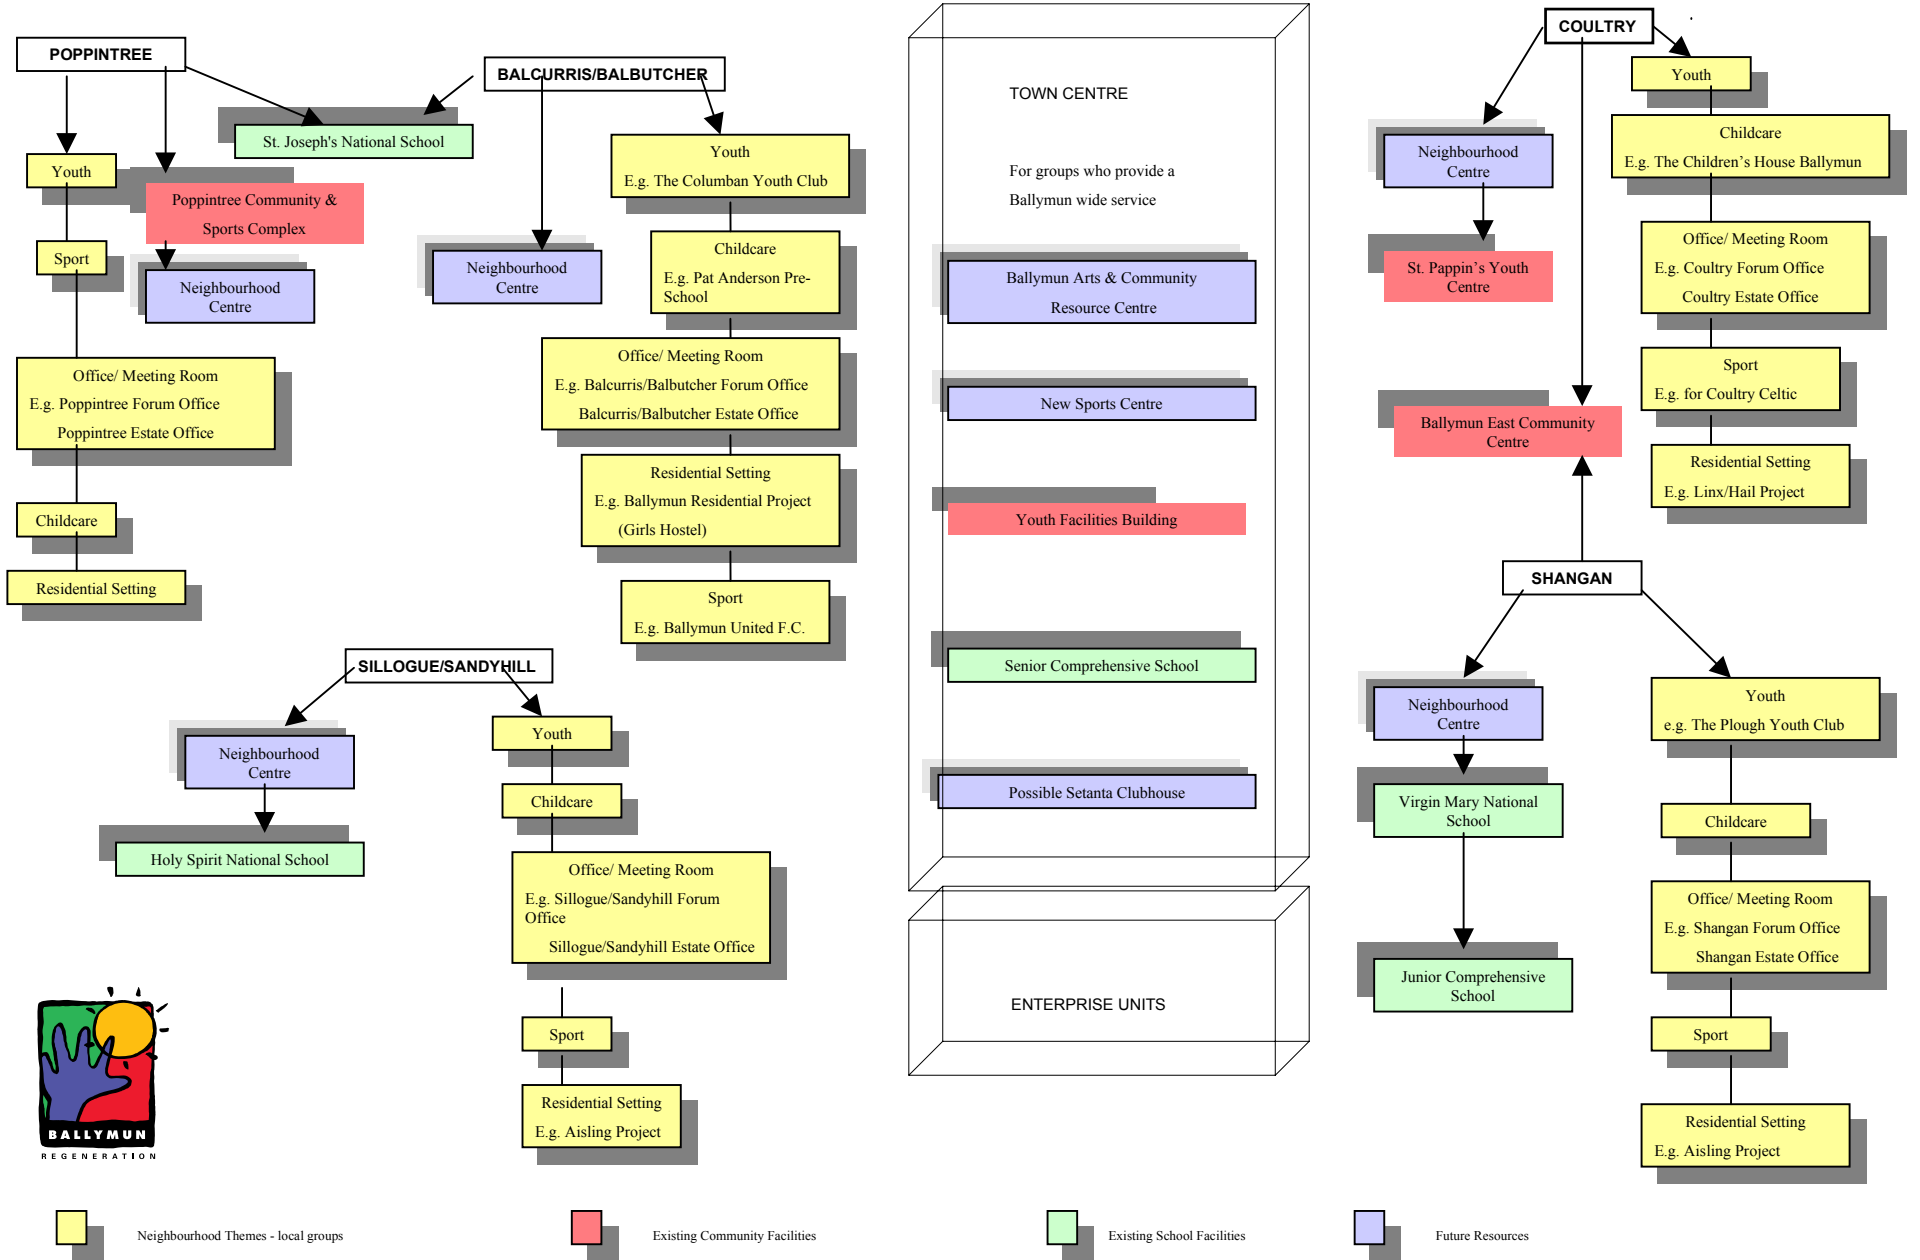 POPPINTREE
Youth
Sport
Office/ Meeting Room
E.g. Poppintree Forum Office
Poppintree Estate Office
Childcare
Residential Setting
Poppintree Community &
Sports Complex
Neighbourhood
Centre
St. Joseph's National School
BALCURRIS/BALBUTCHER
Neighbourhood
Centre
Youth
E.g. The Columban Youth Club
Childcare
E.g. Pat Anderson Pre-
School
Office/ Meeting Room
E.g. Balcurris/Balbutcher Forum Office
Balcurris/Balbutcher Estate Office
Residential Setting
E.g. Ballymun Residential Project
(Girls Hostel)
Sport
E.g. Ballymun United F.C.
SILLOGUE/SANDYHILL
Neighbourhood
Centre
Holy Spirit National School
Youth
Childcare
Office/ Meeting Room
E.g. Sillogue/Sandyhill Forum
Office
Sillogue/Sandyhill Estate Office
Sport
Residential Setting
E.g. Aisling Project
TOWN CENTRE
For groups who provide a
Ballymun wide service
Ballymun Arts & Community
Resource Centre
New Sports Centre
Youth Facilities Building
Senior Comprehensive School
Possible Setanta Clubhouse
ENTERPRISE UNITS
COULTRY
Neighbourhood
Centre
St. Pappin's Youth
Centre
Ballymun East Community
Centre
Youth
Childcare
E.g. The Children’s House Ballymun
Office/ Meeting Room
E.g. Coultry Forum Office
Coultry Estate Office
Sport
E.g. for Coultry Celtic
Residential Setting
E.g. Linx/Hail Project
SHANGAN
Neighbourhood
Centre
Virgin Mary National
School
Junior Comprehensive
School
Youth
e.g. The Plough Youth Club
Childcare
Office/ Meeting Room
E.g. Shangan Forum Office
Shangan Estate Office
Sport
Residential Setting
E.g. Aisling Project
BALLYMUN
REGENERATION
Neighbourhood Themes - local groups
Existing Community Facilities
Existing School Facilities
Future Resources